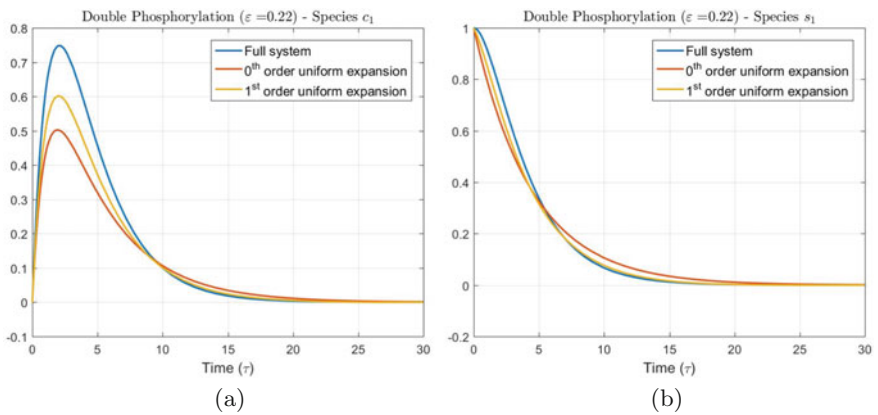 Double Phosphorylation (ε =0.22) - Species c₁
0.8
0.7
0.6
0.5
0.4
0.3
0.2
0.1
0
-0.1
Full system
0ᵗʰ order uniform expansion
1ˢᵗ order uniform expansion
0 5 10 15 20 25 30
Time (τ)
(a)
Double Phosphorylation (ε =0.22) - Species s₁
1
0.8
0.6
0.4
0.2
0
-0.2
Full system
0ᵗʰ order uniform expansion
1ˢᵗ order uniform expansion
0 5 10 15 20 25 30
Time (τ)
(b)